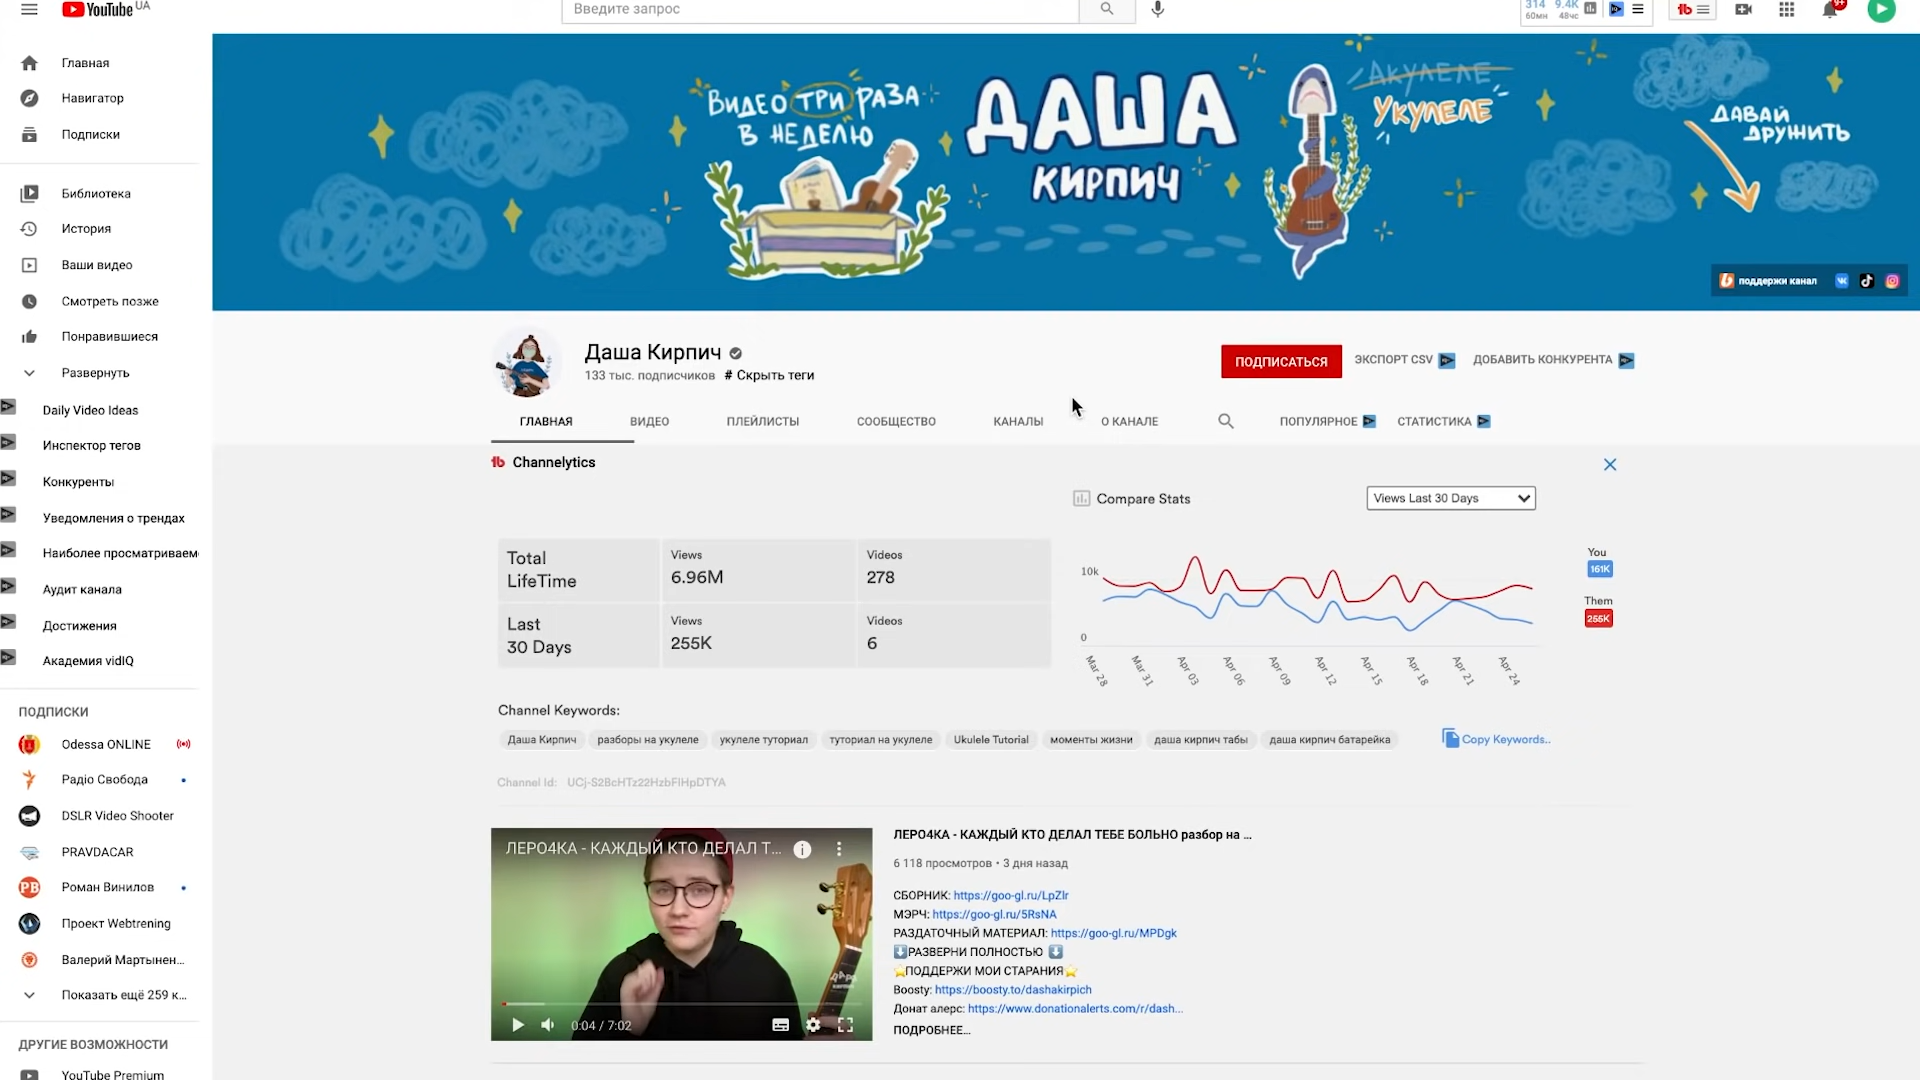 YouTube UA
Введите запрос
314
60мн
9.4K
48чс
9+
Главная
Навигатор
Подписки
Библиотека
История
Ваши видео
Смотреть позже
Понравившиеся
Развернуть
Daily Video Ideas
Инспектор тегов
Конкуренты
Уведомления о трендах
Наиболее просматриваем
Аудит канала
Достижения
Академия vidIQ
ПОДПИСКИ
Odessa ONLINE
Радіо Свобода
DSLR Video Shooter
PRAVDACAR
Роман Винилов
Проект Webtrening
Валерий Мартынен...
Показать ещё 259 к...
ДРУГИЕ ВОЗМОЖНОСТИ
YouTube Premium
ВИДЕО ТРИ РАЗА
В НЕДЕЛЮ
ДАША
КИРПИЧ
АКУЛЕЛЕ
УКУЛЕЛЕ
ДАВАЙ
ДРУЖИТЬ
поддержи канал
Даша Кирпич
133 тыс. подписчиков # Скрыть теги
ПОДПИСАТЬСЯ
ЭКСПОРТ CSV
ДОБАВИТЬ КОНКУРЕНТА
ГЛАВНАЯ ВИДЕО ПЛЕЙЛИСТЫ СООБЩЕСТВО КАНАЛЫ О КАНАЛЕ ПОПУЛЯРНОЕ СТАТИСТИКА
tb Channelytics
Compare Stats
Views Last 30 Days
Total
LifeTime
Views
6.96M
Videos
278
Last
30 Days
Views
255K
Videos
6
10k
0
Mar 28 Mar 31 Apr 03 Apr 06 Apr 09 Apr 12 Apr 15 Apr 18 Apr 21 Apr 24
You
161K
Them
255K
Channel Keywords:
Даша Кирпич разборы на укулеле укулеле туториал туториал на укулеле Ukulele Tutorial моменты жизни даша кирпич табы даша кирпич батарейка
Copy Keywords..
Channel Id: UCj-S2BcHTz22HzbFlHpDTYA
ЛЕРО4КА - КАЖДЫЙ КТО ДЕЛАЛ Т...
0:04 / 7:02
ЛЕРО4КА - КАЖДЫЙ КТО ДЕЛАЛ ТЕБЕ БОЛЬНО разбор на ...
6 118 просмотров • 3 дня назад
СБОРНИК: https://goo-gl.ru/LpZlr
МЭРЧ: https://goo-gl.ru/5RsNA
РАЗДАТОЧНЫЙ МАТЕРИАЛ: https://goo-gl.ru/MPDgk
⬇️РАЗВЕРНИ ПОЛНОСТЬЮ ⬇️
⭐ПОДДЕРЖИ МОИ СТАРАНИЯ⭐
Boosty: https://boosty.to/dashakirpich
Донат алерс: https://www.donationalerts.com/r/dash...
ПОДРОБНЕЕ...